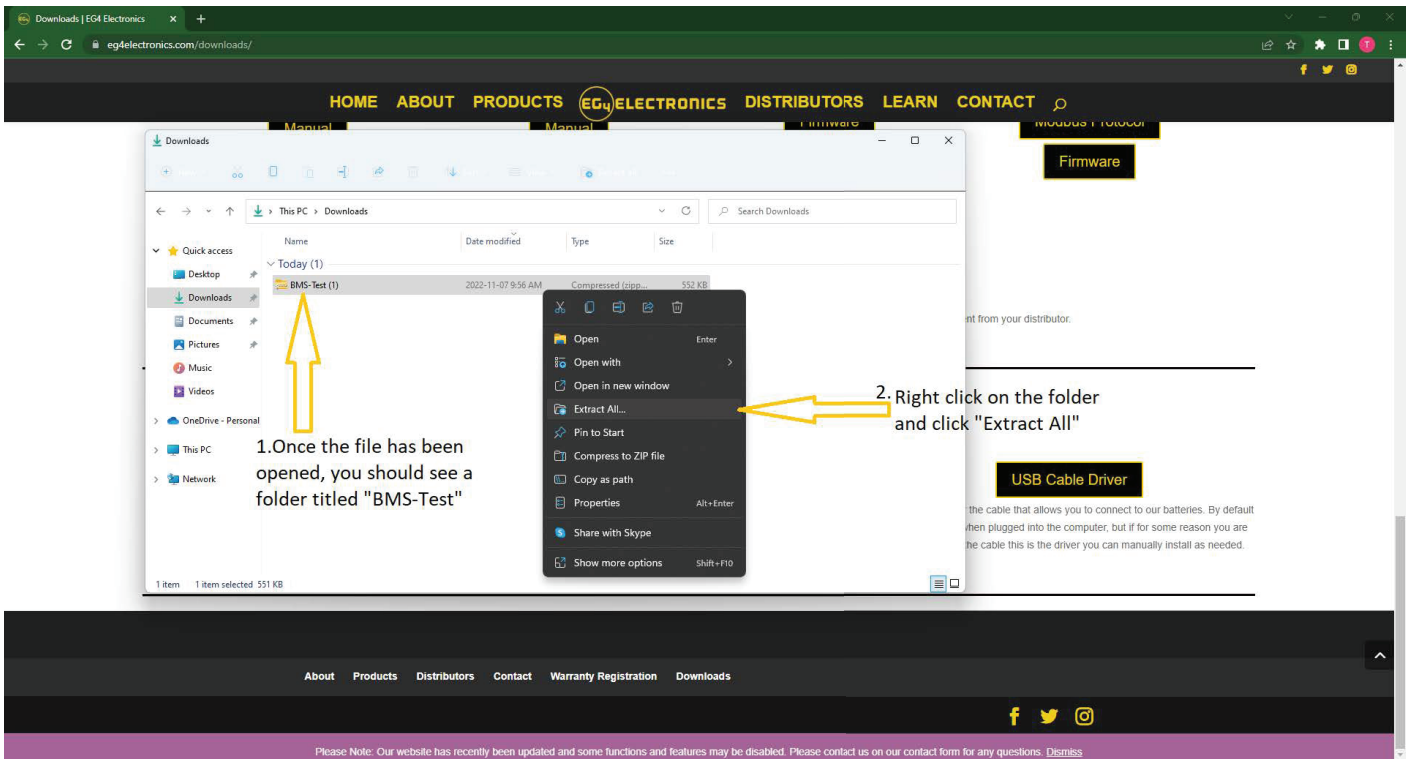 Downloads | EG4 Electronics
eg4electronics.com/downloads/
T
HOME ABOUT PRODUCTS EG4 ELECTRONICS DISTRIBUTORS LEARN CONTACT
Manual Manual Firmware Modbus Protocol
Firmware
Downloads
This PC > Downloads
Search Downloads
Name Date modified Type Size
Quick access
Today (1)
Desktop
BMS-Test (1) 2022-11-07 9:56 AM Compressed (zipp... 552 KB
Downloads
Documents
Pictures
Music
Videos
OneDrive - Personal
This PC
Network
Open Enter
Open with
Open in new window
Extract All...
Pin to Start
Compress to ZIP file
Copy as path
Properties Alt+Enter
Share with Skype
Show more options Shift+F10
1.Once the file has been
opened, you should see a
folder titled "BMS-Test"
2. Right click on the folder
and click "Extract All"
from your distributor.
USB Cable Driver
the cable that allows you to connect to our batteries. By default
when plugged into the computer, but if for some reason you are
the cable this is the driver you can manually install as needed.
1 item 1 item selected 551 KB
About Products Distributors Contact Warranty Registration Downloads
Please Note: Our website has recently been updated and some functions and features may be disabled. Please contact us on our contact form for any questions. Dismiss